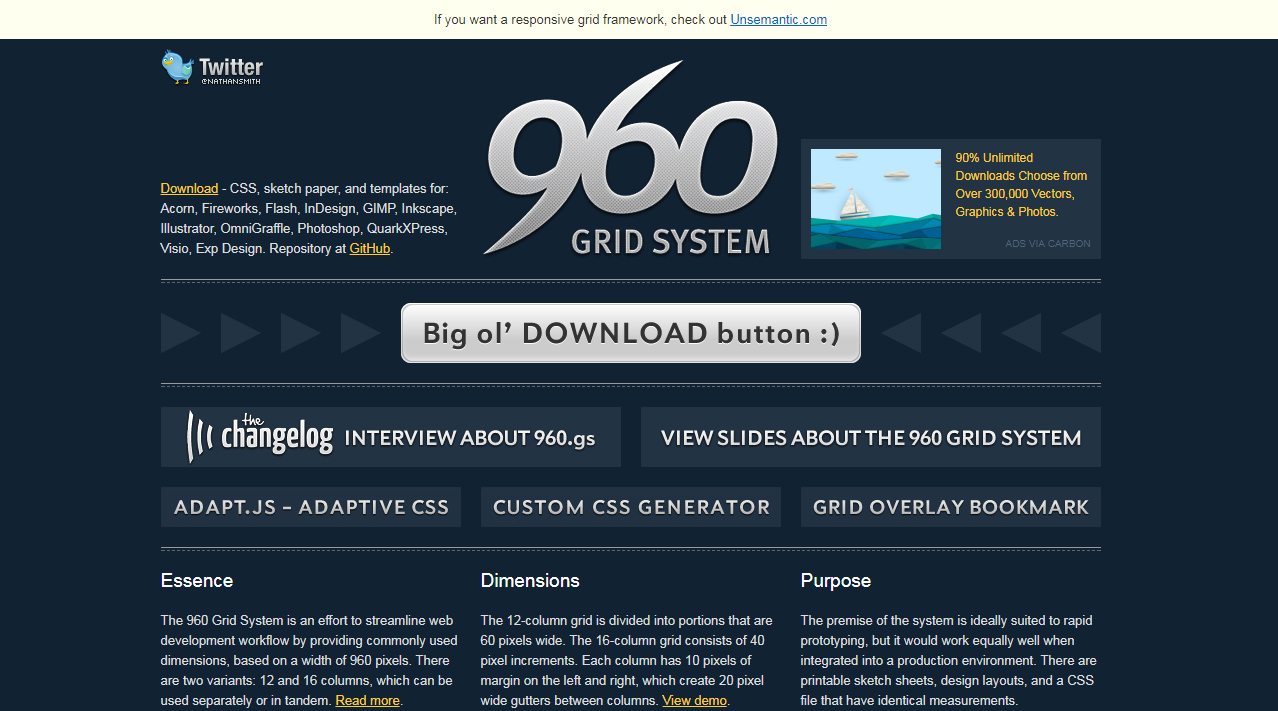 If you want a responsive grid framework, check out Unsemantic.com
Twitter
@NATHANSMITH
960
GRID SYSTEM
Download - CSS, sketch paper, and templates for:
Acorn, Fireworks, Flash, InDesign, GIMP, Inkscape,
Illustrator, OmniGraffle, Photoshop, QuarkXPress,
Visio, Exp Design. Repository at GitHub.
90% Unlimited
Downloads Choose from
Over 300,000 Vectors,
Graphics & Photos.
ADS VIA CARBON
Big ol’ DOWNLOAD button :)
the changelog INTERVIEW ABOUT 960.gs
VIEW SLIDES ABOUT THE 960 GRID SYSTEM
ADAPT.JS – ADAPTIVE CSS
CUSTOM CSS GENERATOR
GRID OVERLAY BOOKMARK
Essence
The 960 Grid System is an effort to streamline web
development workflow by providing commonly used
dimensions, based on a width of 960 pixels. There
are two variants: 12 and 16 columns, which can be
used separately or in tandem. Read more.
Dimensions
The 12-column grid is divided into portions that are
60 pixels wide. The 16-column grid consists of 40
pixel increments. Each column has 10 pixels of
margin on the left and right, which create 20 pixel
wide gutters between columns. View demo.
Purpose
The premise of the system is ideally suited to rapid
prototyping, but it would work equally well when
integrated into a production environment. There are
printable sketch sheets, design layouts, and a CSS
file that have identical measurements.